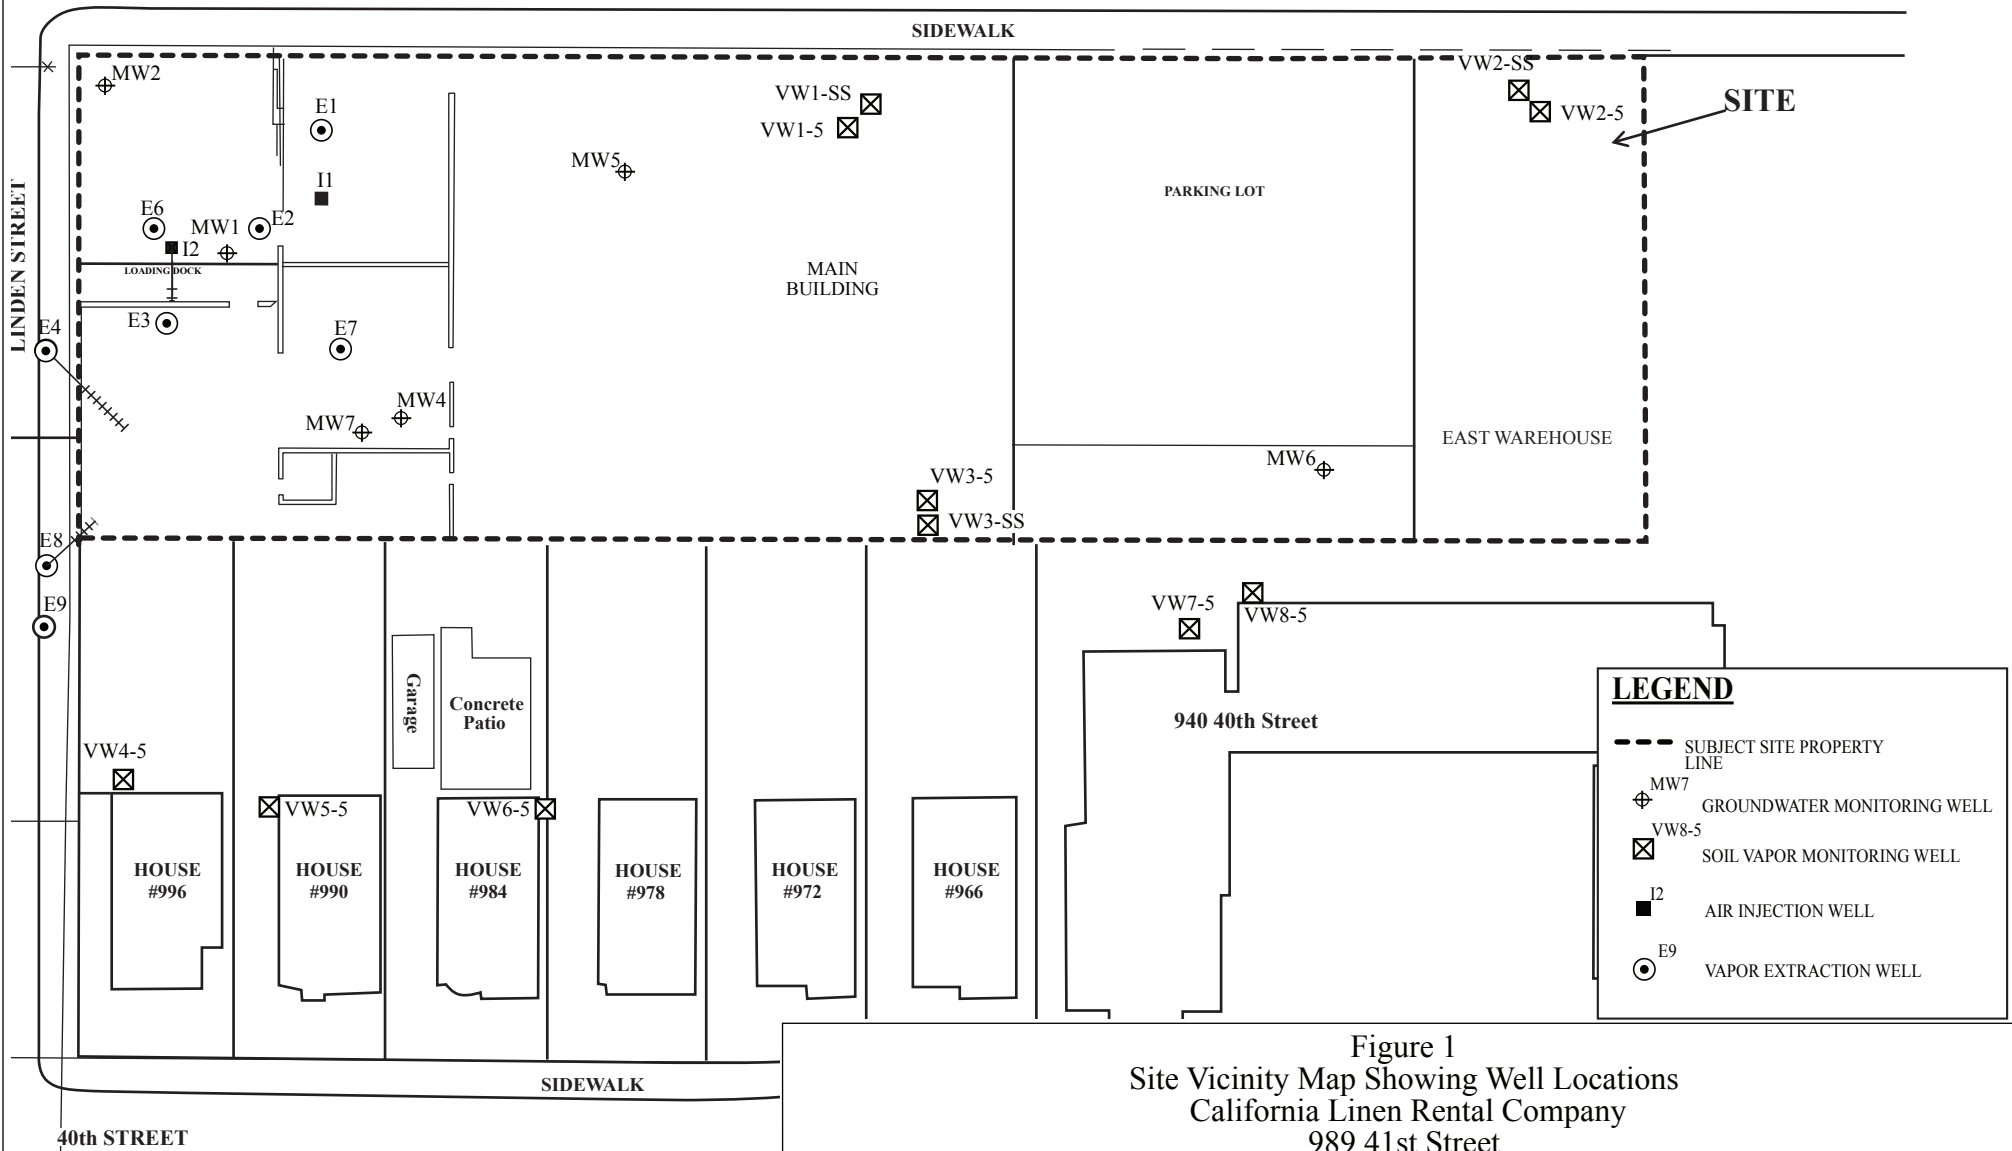 SIDEWALK
MW2
E1
VW1-SS
VW1-5
VW2-SS
VW2-5
SITE
MW5
I1
PARKING LOT
LINDEN STREET
E6
MW1
E2
I2
LOADING DOCK
MAIN
BUILDING
E3
E4
E7
MW4
MW7
EAST WAREHOUSE
MW6
VW3-5
VW3-SS
E8
E9
VW7-5
VW8-5
Garage
Concrete
Patio
940 40th Street
VW4-5
VW5-5
VW6-5
HOUSE
#996
HOUSE
#990
HOUSE
#984
HOUSE
#978
HOUSE
#972
HOUSE
#966
LEGEND
SUBJECT SITE PROPERTY
LINE
MW7
GROUNDWATER MONITORING WELL
VW8-5
SOIL VAPOR MONITORING WELL
I2
AIR INJECTION WELL
E9
VAPOR EXTRACTION WELL
SIDEWALK
40th STREET
Figure 1
Site Vicinity Map Showing Well Locations
California Linen Rental Company
989 41st Street